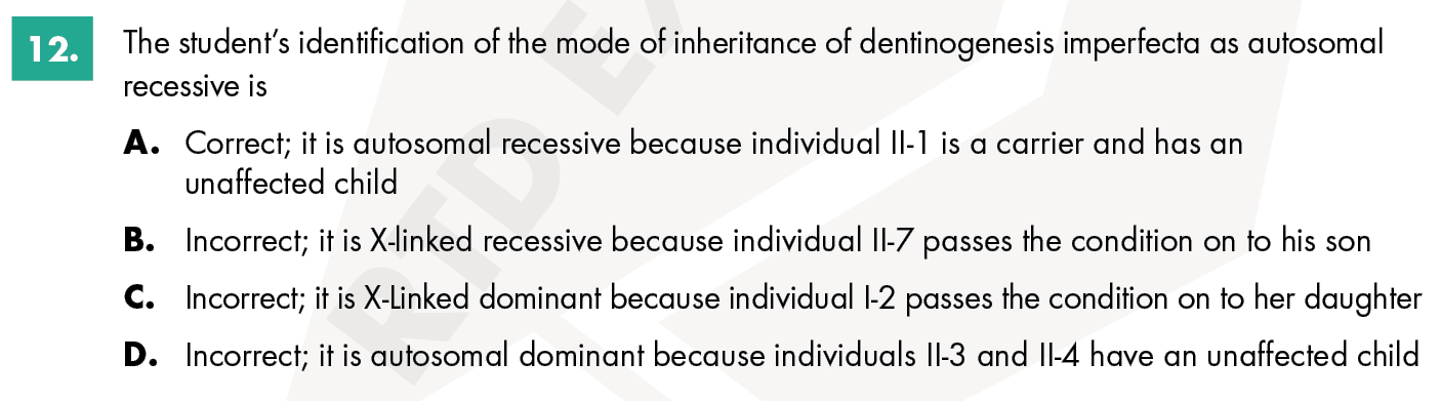 12. The student's identification of the mode of inheritance of dentinogenesis imperfecta as autosomal
recessive is
A. Correct; it is autosomal recessive because individual II-1 is a carrier and has an
unaffected child
B. Incorrect; it is X-linked recessive because individual II-7 passes the condition on to his son
C. Incorrect; it is X-Linked dominant because individual I-2 passes the condition on to her daughter
D. Incorrect; it is autosomal dominant because individuals II-3 and II-4 have an unaffected child